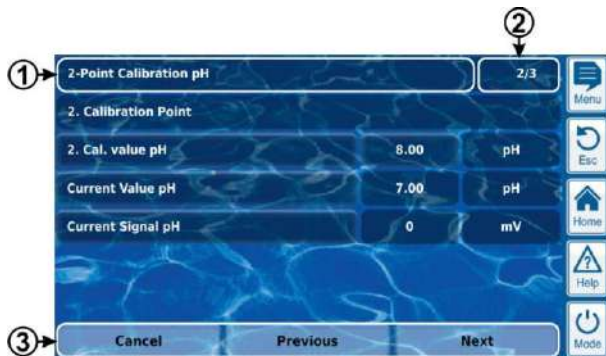 2
1
2-Point Calibration pH 2/3
Menu
2. Calibration Point
2. Cal. value pH 8.00 pH
Esc
Current Value pH 7.00 pH
Home
Current Signal pH 0 mV
? Help
3
Cancel Previous Next
Mode